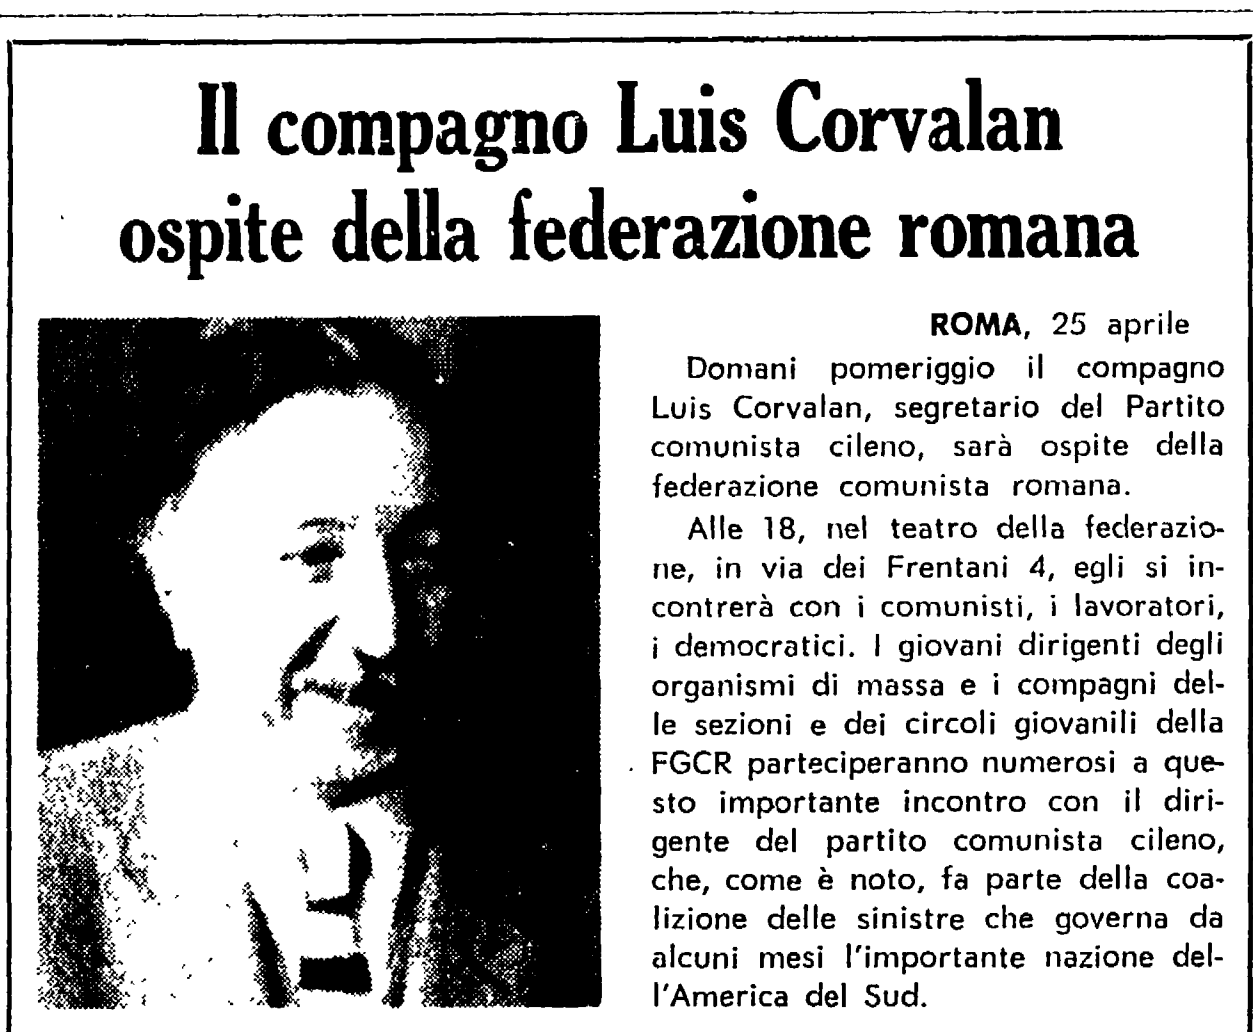 Il compagno Luis Corvalan
ospite della federazione romana
ROMA, 25 aprile
Domani pomeriggio il compagno
Luis Corvalan, segretario del Partito
comunista cileno, sarà ospite della
federazione comunista romana.
Alle 18, nel teatro della federazio-
ne, in via dei Frentani 4, egli si in-
contrerà con i comunisti, i lavoratori,
i democratici. I giovani dirigenti degli
organismi di massa e i compagni del-
le sezioni e dei circoli giovanili della
FGCR parteciperanno numerosi a que-
sto importante incontro con il diri-
gente del partito comunista cileno,
che, come è noto, fa parte della coa-
lizione delle sinistre che governa da
alcuni mesi l'importante nazione del-
l'America del Sud.